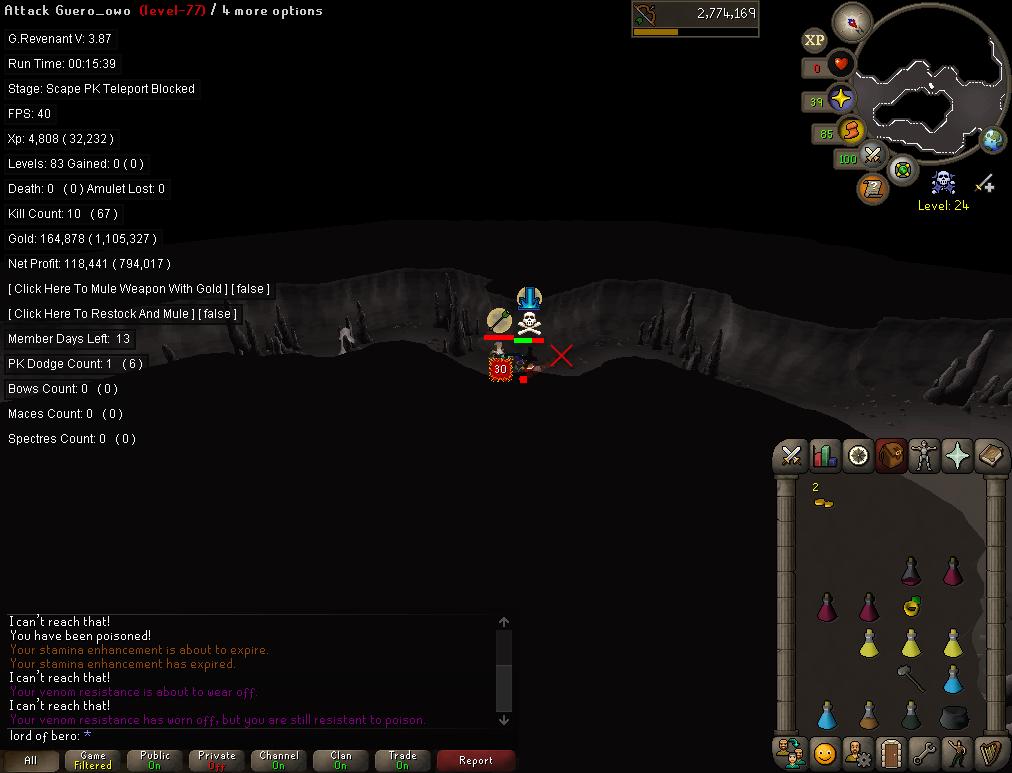 Attack Guero_owo (level-77) / 4 more options
2,774,169
G.Revenant V: 3.87
Run Time: 00:15:39
Stage: Scape PK Teleport Blocked
FPS: 40
Xp: 4,808 ( 32,232 )
Levels: 83 Gained: 0 ( 0 )
Death: 0 ( 0 ) Amulet Lost: 0
Kill Count: 10 ( 67 )
Gold: 164,878 ( 1,105,327 )
Net Profit: 118,441 ( 794,017 )
[ Click Here To Mule Weapon With Gold ] [ false ]
[ Click Here To Restock And Mule ] [ false ]
Member Days Left: 13
PK Dodge Count: 1 ( 6 )
Bows Count: 0 ( 0 )
Maces Count: 0 ( 0 )
Spectres Count: 0 ( 0 )
XP
0
39
85
100
Level: 24
30
2
I can't reach that!
You have been poisoned!
Your stamina enhancement is about to expire.
Your stamina enhancement has expired.
I can't reach that!
Your venom resistance is about to wear off.
I can't reach that!
Your venom resistance has worn off, but you are still resistant to poison.
lord of bero: *
All
Game
Filtered
Public
On
Private
Off
Channel
On
Clan
On
Trade
On
Report